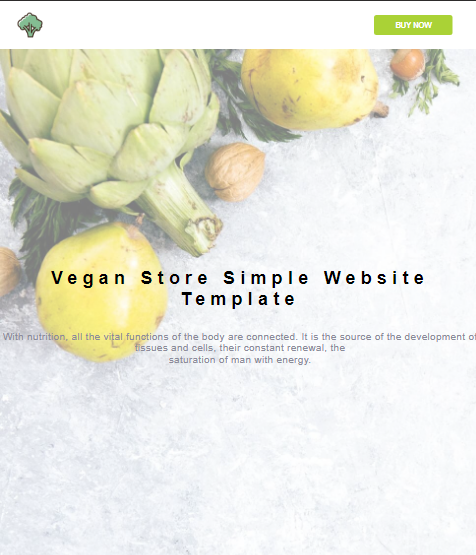 BUY NOW
Vegan Store Simple Website
Template
With nutrition, all the vital functions of the body are connected. It is the source of the development of
tissues and cells, their constant renewal, the
saturation of man with energy.